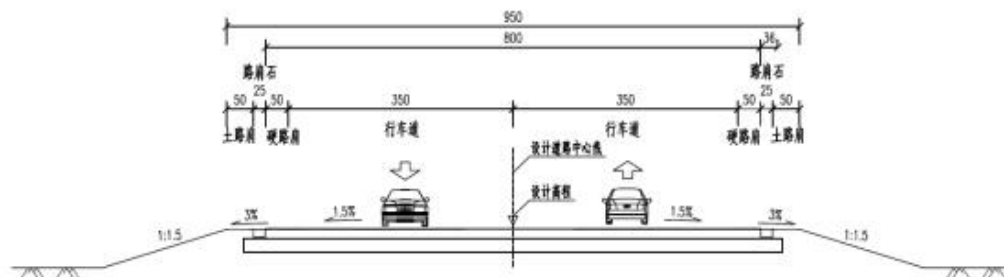 950
800 36
路肩石 路肩石
50 25 50 350 350 50 25 50
土路肩 硬路肩 行车道 行车道 硬路肩 土路肩
设计道路中心线
设计高程
3% 1.5% 1.5% 3%
1:1.5 1:1.5